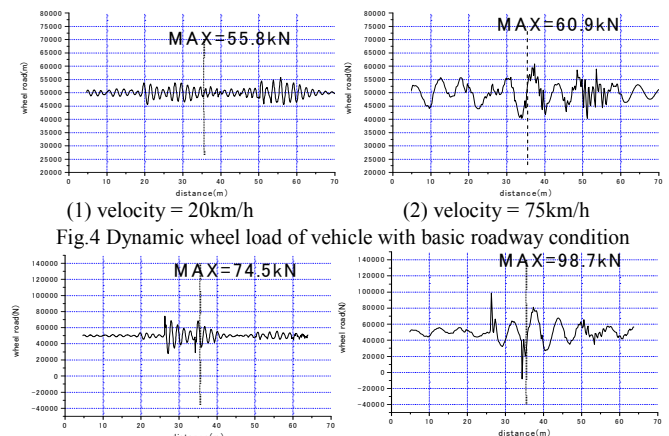 MAX=55.8kN
80000
75000
70000
65000
60000
55000
50000
45000
40000
35000
30000
25000
20000
wheel road(m)
0 10 20 30 40 50 60 70
distance(m)
(1) velocity = 20km/h
MAX=60.9kN
80000
75000
70000
65000
60000
55000
50000
45000
40000
35000
30000
25000
20000
wheel road(N)
0 10 20 30 40 50 60 70
distance(m)
(2) velocity = 75km/h
Fig.4 Dynamic wheel load of vehicle with basic roadway condition
MAX=74.5kN
140000
120000
100000
80000
60000
40000
20000
0
-20000
-40000
wheel road(N)
0 10 20 30 40 50 60 70
MAX=98.7kN
140000
120000
100000
80000
60000
40000
20000
0
-20000
-40000
wheel road(N)
0 10 20 30 40 50 60 70